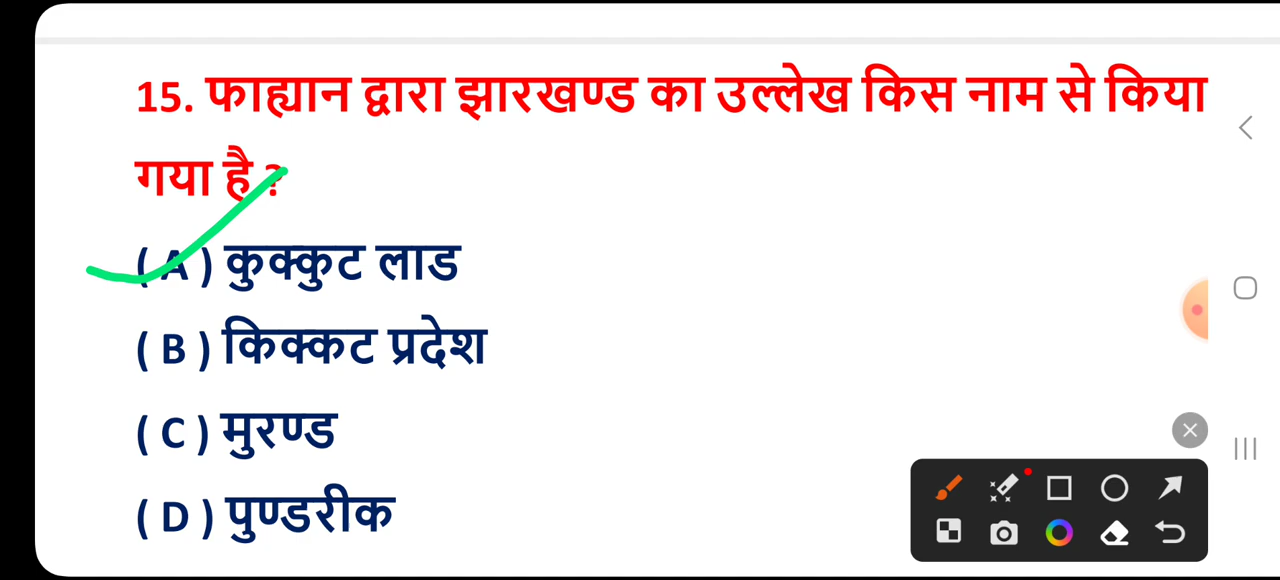 15. फाह्यान द्वारा झारखण्ड का उल्लेख किस नाम से किया
गया है ?
( A ) कुक्कुट लाड
( B ) किक्कट प्रदेश
( C ) मुरण्ड
( D ) पुण्डरीक